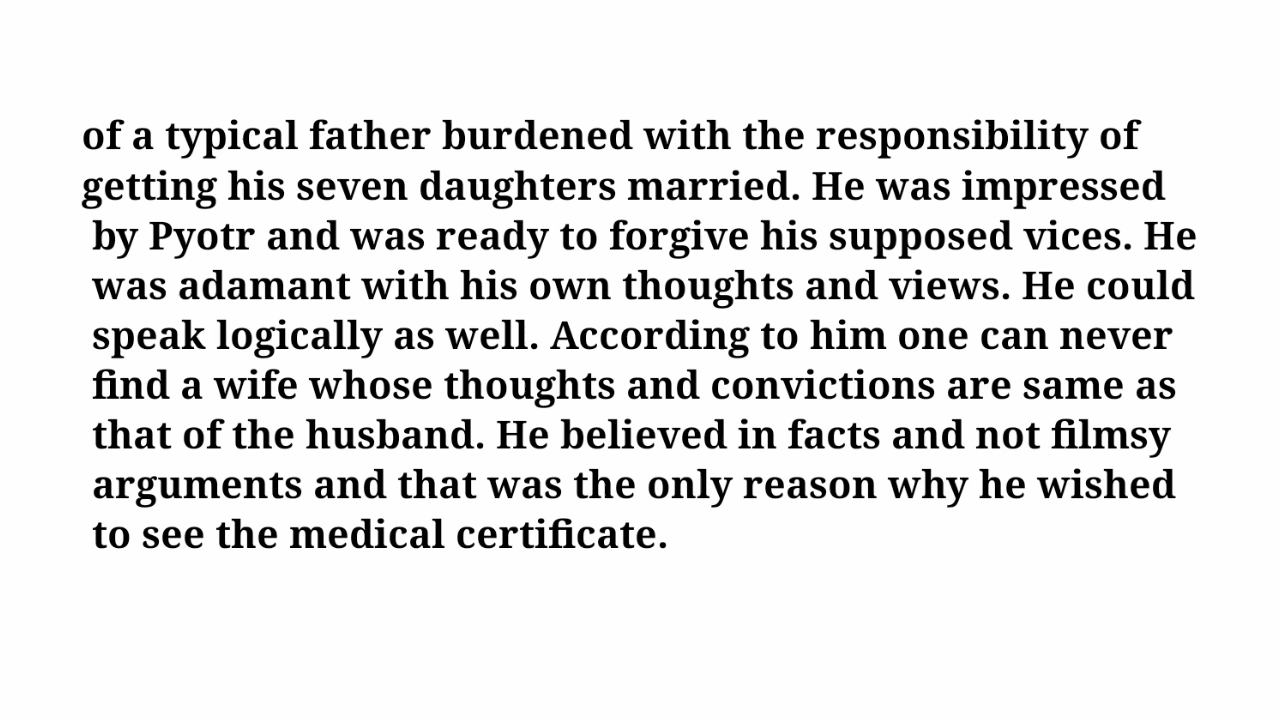 of a typical father burdened with the responsibility of
getting his seven daughters married. He was impressed
by Pyotr and was ready to forgive his supposed vices. He
was adamant with his own thoughts and views. He could
speak logically as well. According to him one can never
find a wife whose thoughts and convictions are same as
that of the husband. He believed in facts and not filmsy
arguments and that was the only reason why he wished
to see the medical certificate.